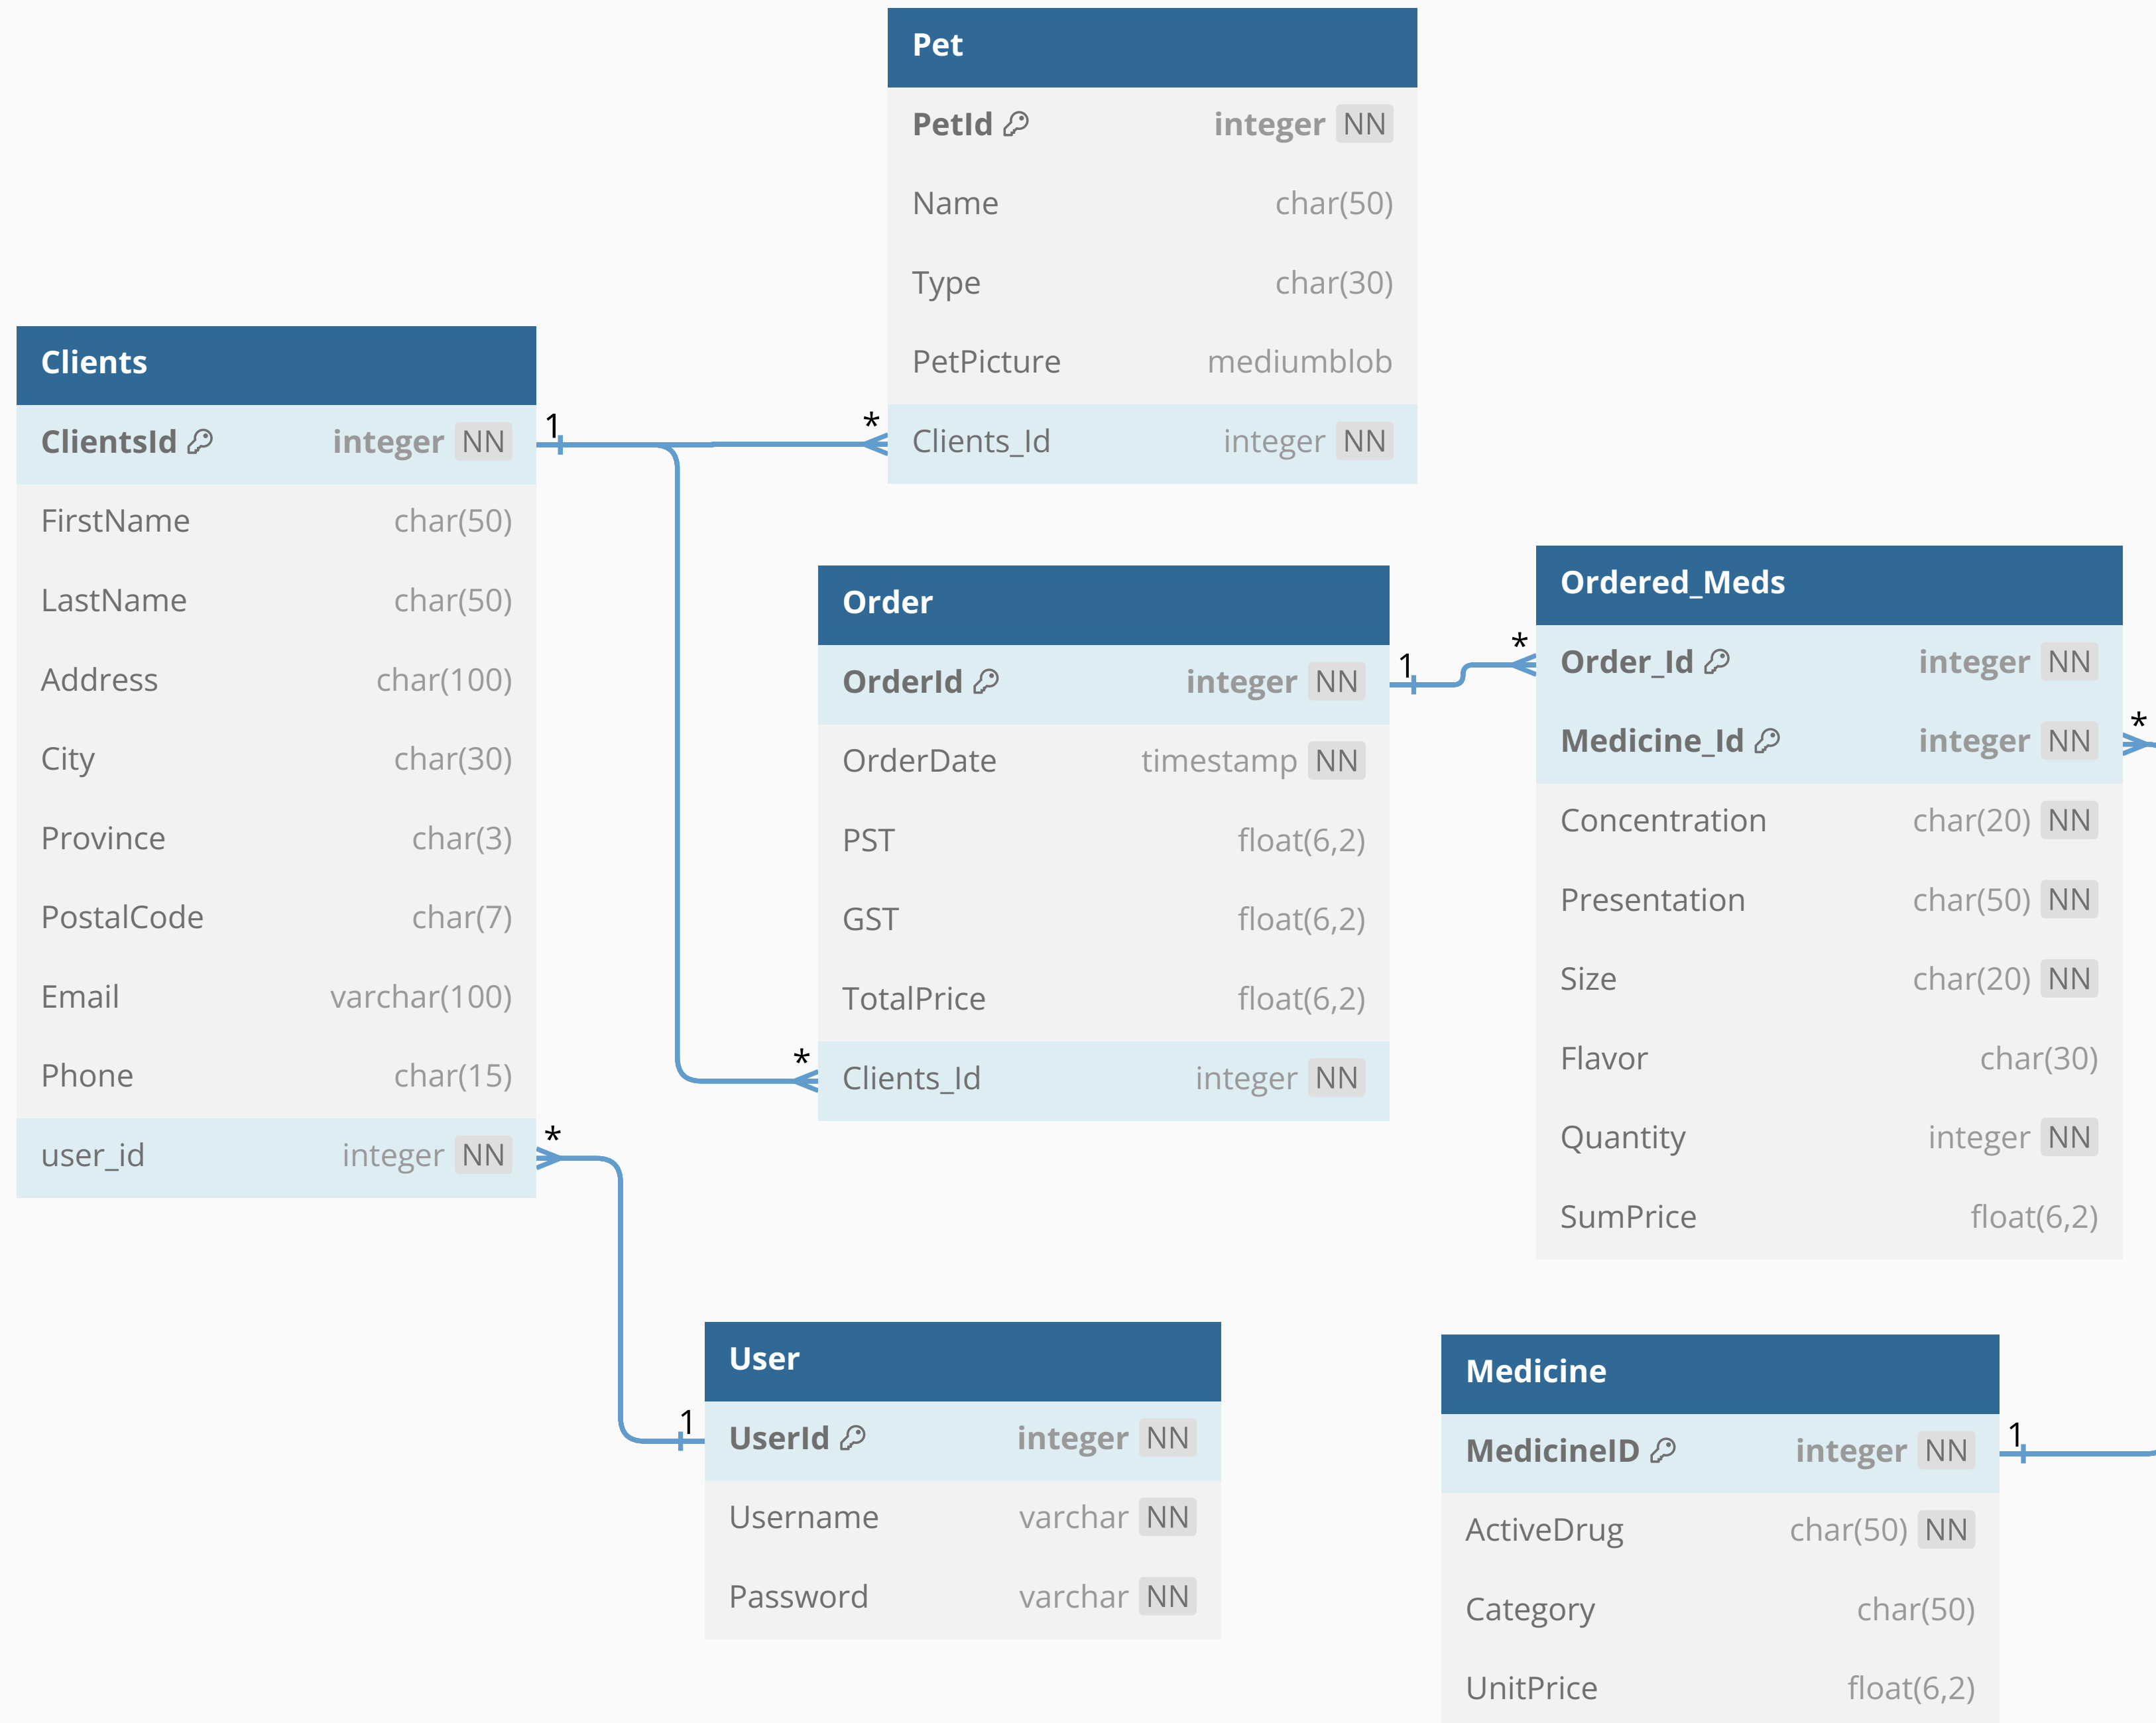 Pet
PetId integer NN
Name char(50)
Type char(30)
PetPicture mediumblob
Clients_Id integer NN
Clients
ClientsId integer NN
FirstName char(50)
LastName char(50)
Address char(100)
City char(30)
Province char(3)
PostalCode char(7)
Email varchar(100)
Phone char(15)
user_id integer NN
1
*
*
*
Order
OrderId integer NN
OrderDate timestamp NN
PST float(6,2)
GST float(6,2)
TotalPrice float(6,2)
Clients_Id integer NN
1
*
Ordered_Meds
Order_Id integer NN
Medicine_Id integer NN
Concentration char(20) NN
Presentation char(50) NN
Size char(20) NN
Flavor char(30)
Quantity integer NN
SumPrice float(6,2)
*
1
User
UserId integer NN
Username varchar NN
Password varchar NN
Medicine
MedicineID integer NN
ActiveDrug char(50) NN
Category char(50)
UnitPrice float(6,2)
1